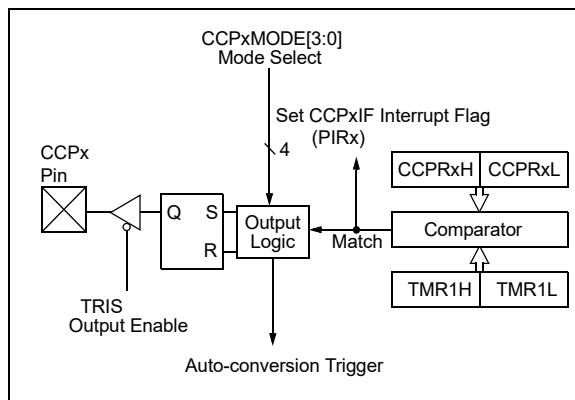 CCPxMODE[3:0]
Mode Select
Set CCPxIF Interrupt Flag
(PIRx)
4
CCPx
Pin
CCPRxH CCPRxL
Q S
R
Output
Logic
Match
Comparator
TMR1H TMR1L
TRIS
Output Enable
Auto-conversion Trigger